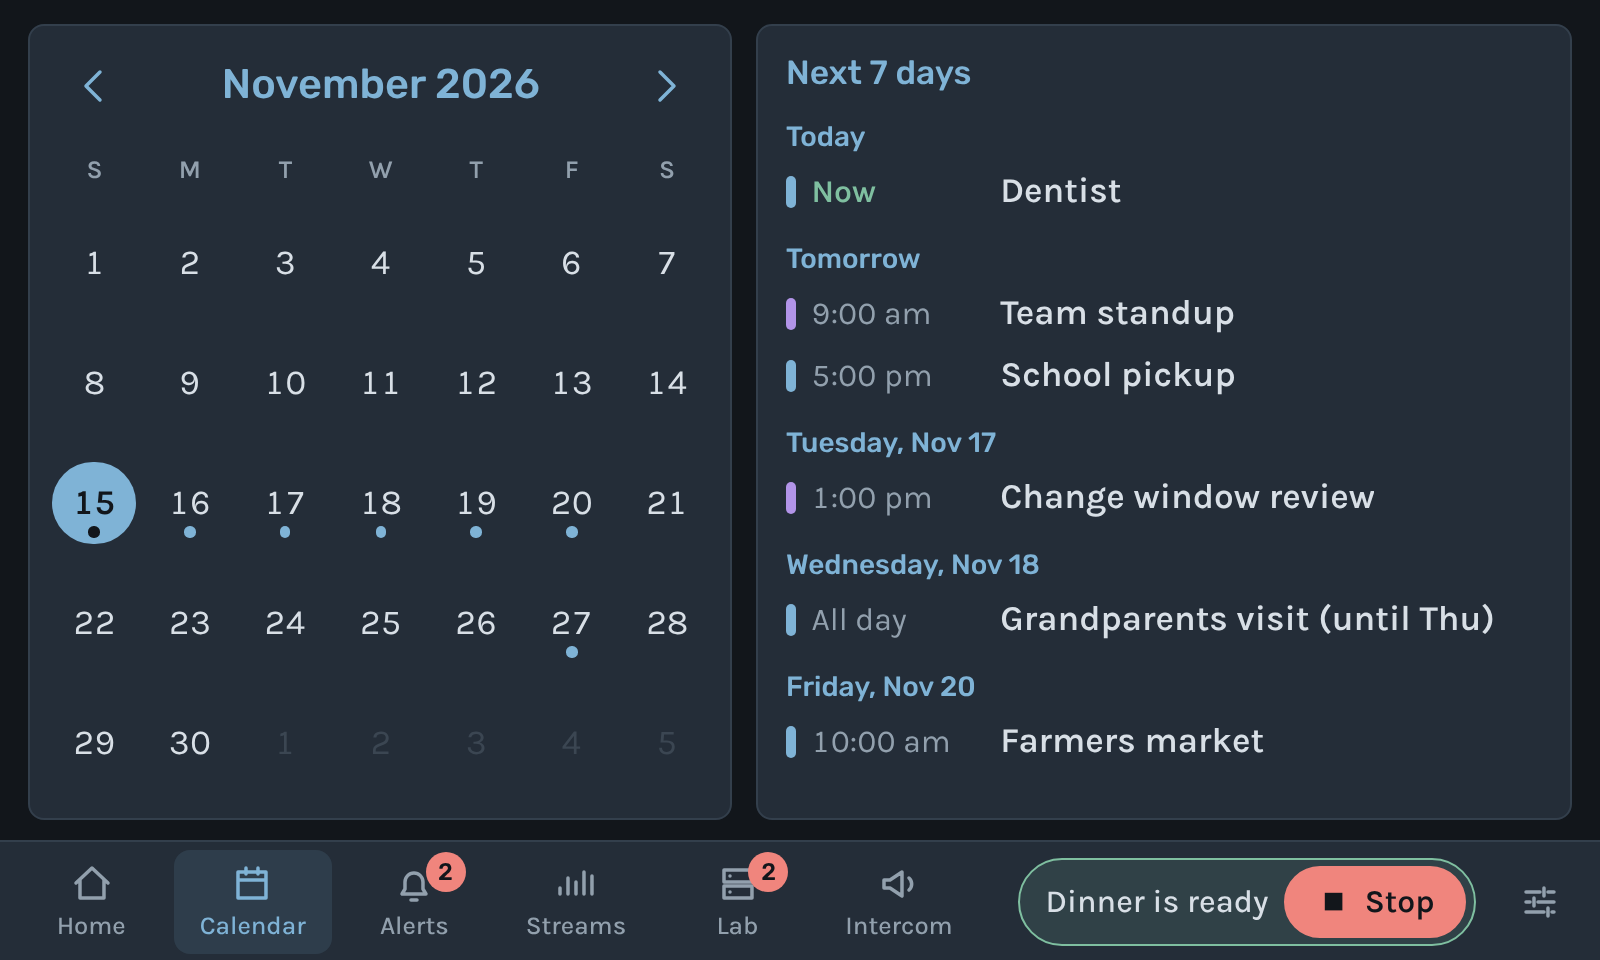 November 2026
S M T W T F S
1 2 3 4 5 6 7
8 9 10 11 12 13 14
15 16 17 18 19 20 21
22 23 24 25 26 27 28
29 30 1 2 3 4 5
Next 7 days
Today
Now Dentist
Tomorrow
9:00 am Team standup
5:00 pm School pickup
Tuesday, Nov 17
1:00 pm Change window review
Wednesday, Nov 18
All day Grandparents visit (until Thu)
Friday, Nov 20
10:00 am Farmers market
Home
Calendar
2
Alerts
Streams
2
Lab
Intercom
Dinner is ready
Stop